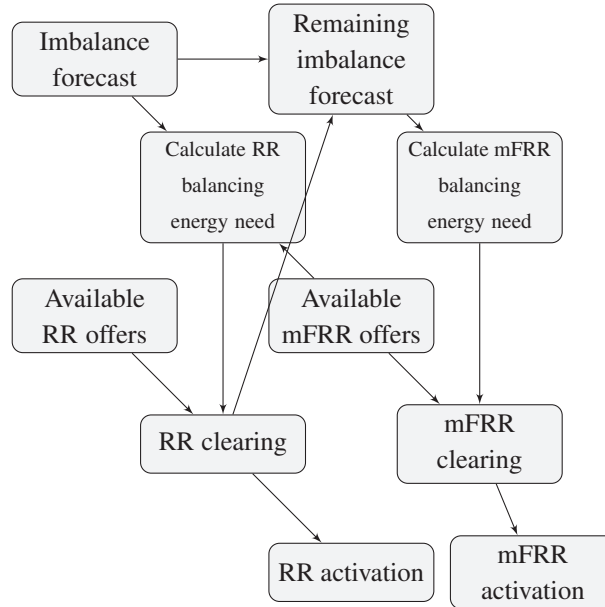 Imbalance
forecast
Remaining
imbalance
forecast
Calculate RR
balancing
energy need
Calculate mFRR
balancing
energy need
Available
RR offers
Available
mFRR offers
RR clearing
mFRR
clearing
RR activation
mFRR
activation